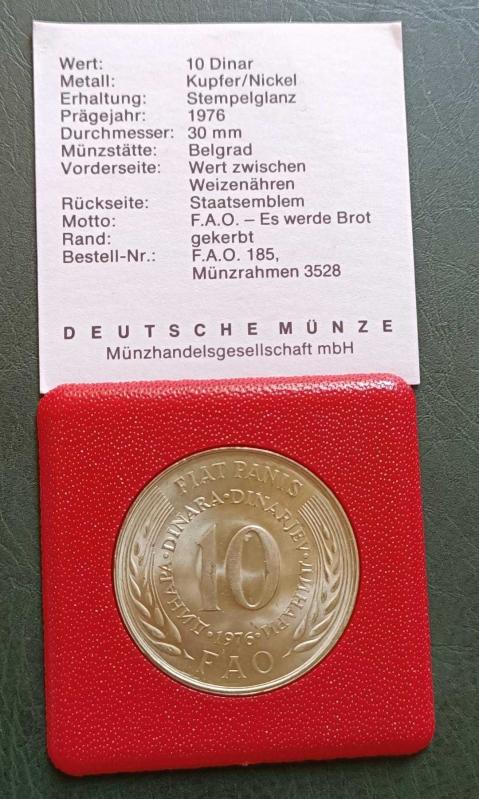 Wert: 10 Dinar
Metall: Kupfer/Nickel
Erhaltung: Stempelglanz
Prägejahr: 1976
Durchmesser: 30 mm
Münzstätte: Belgrad
Vorderseite: Wert zwischen
Weizenähren
Rückseite: Staatsemblem
Motto: F.A.O. – Es werde Brot
Rand: gekerbt
Bestell-Nr.: F.A.O. 185,
Münzrahmen 3528
DEUTSCHE MÜNZE
Münzhandelsgesellschaft mbH
FIAT PANIS
ДИНАРА • DINARA • DINARJEV • ДИНАРИ
10
• 1976 •
FAO